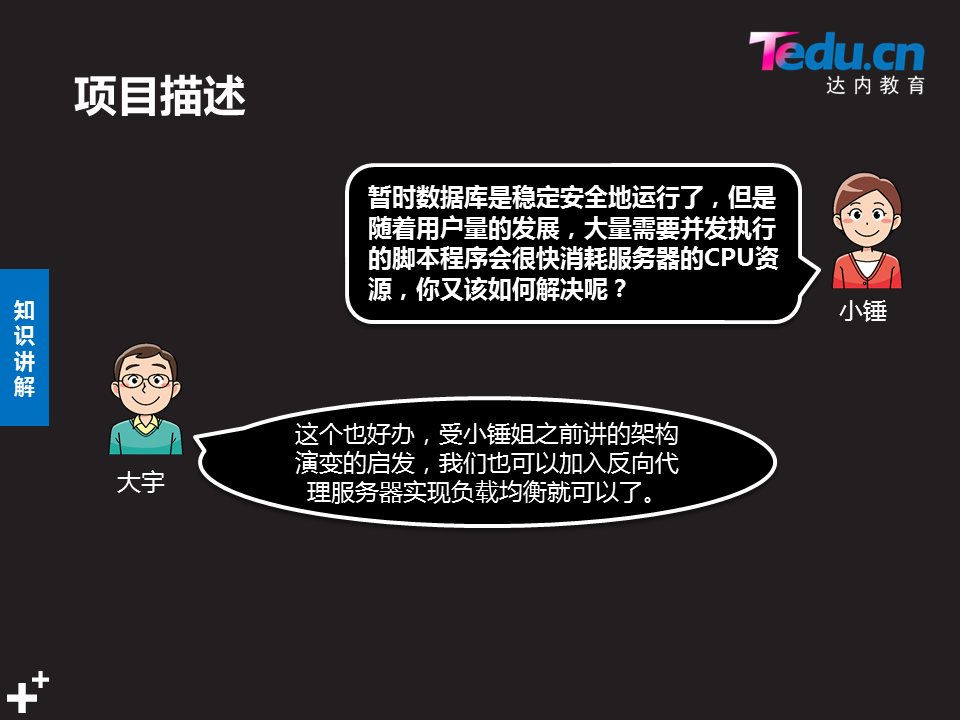 Tedu.cn
达内教育
项目描述
暂时数据库是稳定安全地运行了，但是
随着用户量的发展，大量需要并发执行
的脚本程序会很快消耗服务器的CPU资
源，你又该如何解决呢？
小锤
知
识
讲
解
这个也好办，受小锤姐之前讲的架构
演变的启发，我们也可以加入反向代
理服务器实现负载均衡就可以了。
大宇